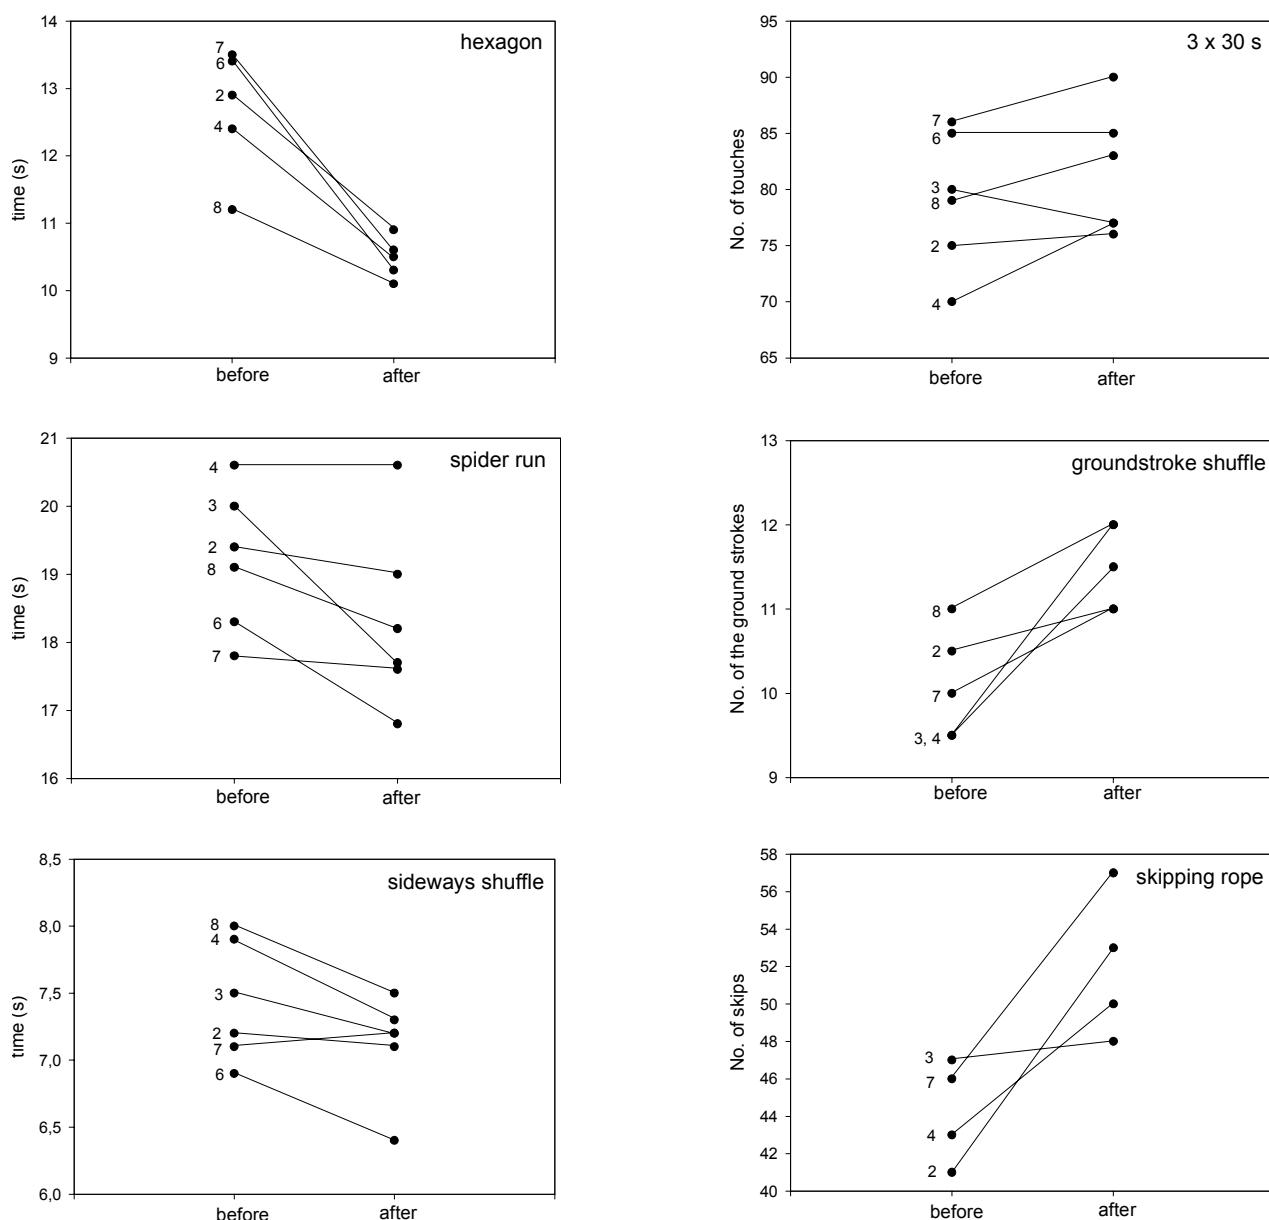 hexagon
time (s)
14
13
12
11
10
9
7
6
2
4
8
before
after
3 x 30 s
No. of touches
95
90
85
80
75
70
65
7
6
3
8
2
4
before
after
spider run
time (s)
21
20
19
18
17
16
4
3
2
8
6
7
before
after
groundstroke shuffle
No. of the ground strokes
13
12
11
10
9
8
2
7
3, 4
before
after
sideways shuffle
time (s)
8,5
8,0
7,5
7,0
6,5
6,0
8
4
3
2
7
6
before
after
skipping rope
No. of skips
58
56
54
52
50
48
46
44
42
40
3
7
4
2
before
after